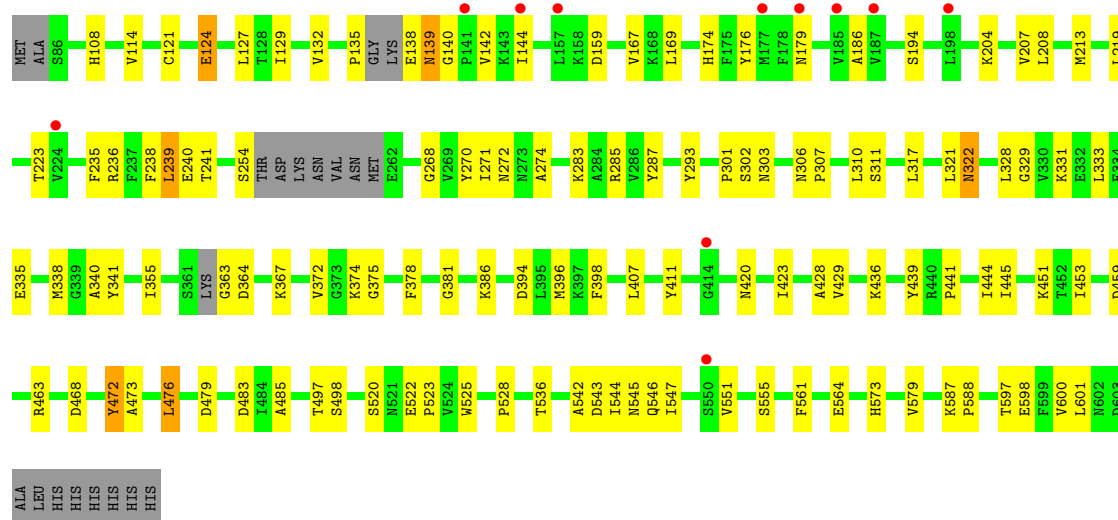 MET ALA S86 H108 V114 C121 E124 L127 T128 I129 V132 P135 GLY LYS E138 N139 G140 P141 V142 K143 I144 L157 K158 D159 V167 K168 L169 H174 F175 Y176 M177 F178 N179 V185 A186 V187 S194 L198 K204 V207 L208 M213 L219
T223 V224 F235 R236 F237 F238 L239 E240 T241 S254 THR ASP LYS ASN VAL ASN MET E262 G268 V269 Y270 I271 N272 N273 A274 K283 A284 R285 V286 Y287 Y293 P301 S302 N303 N306 P307 L310 S311 L317 L321 N322 L328 G329 V330 K331 E332 L333 E334
E335 M338 G339 A340 Y341 I355 S361 LYS G363 D364 K367 V372 G373 K374 G375 F378 G381 K386 D394 L395 M396 K397 F398 L407 Y411 G414 N420 I423 A428 V429 K436 Y439 R440 P441 I444 I445 K451 T452 I453 D459
R463 D468 Y472 A473 L476 D479 D483 I484 A485 T497 S498 S520 N521 E522 P523 V524 W525 P528 T536 A542 D543 I544 N545 Q546 I547 S550 V551 S555 F561 E564 H573 V579 K587 P588 T597 E598 F599 V600 L601 N602 D603
ALA LEU HIS HIS HIS HIS HIS HIS